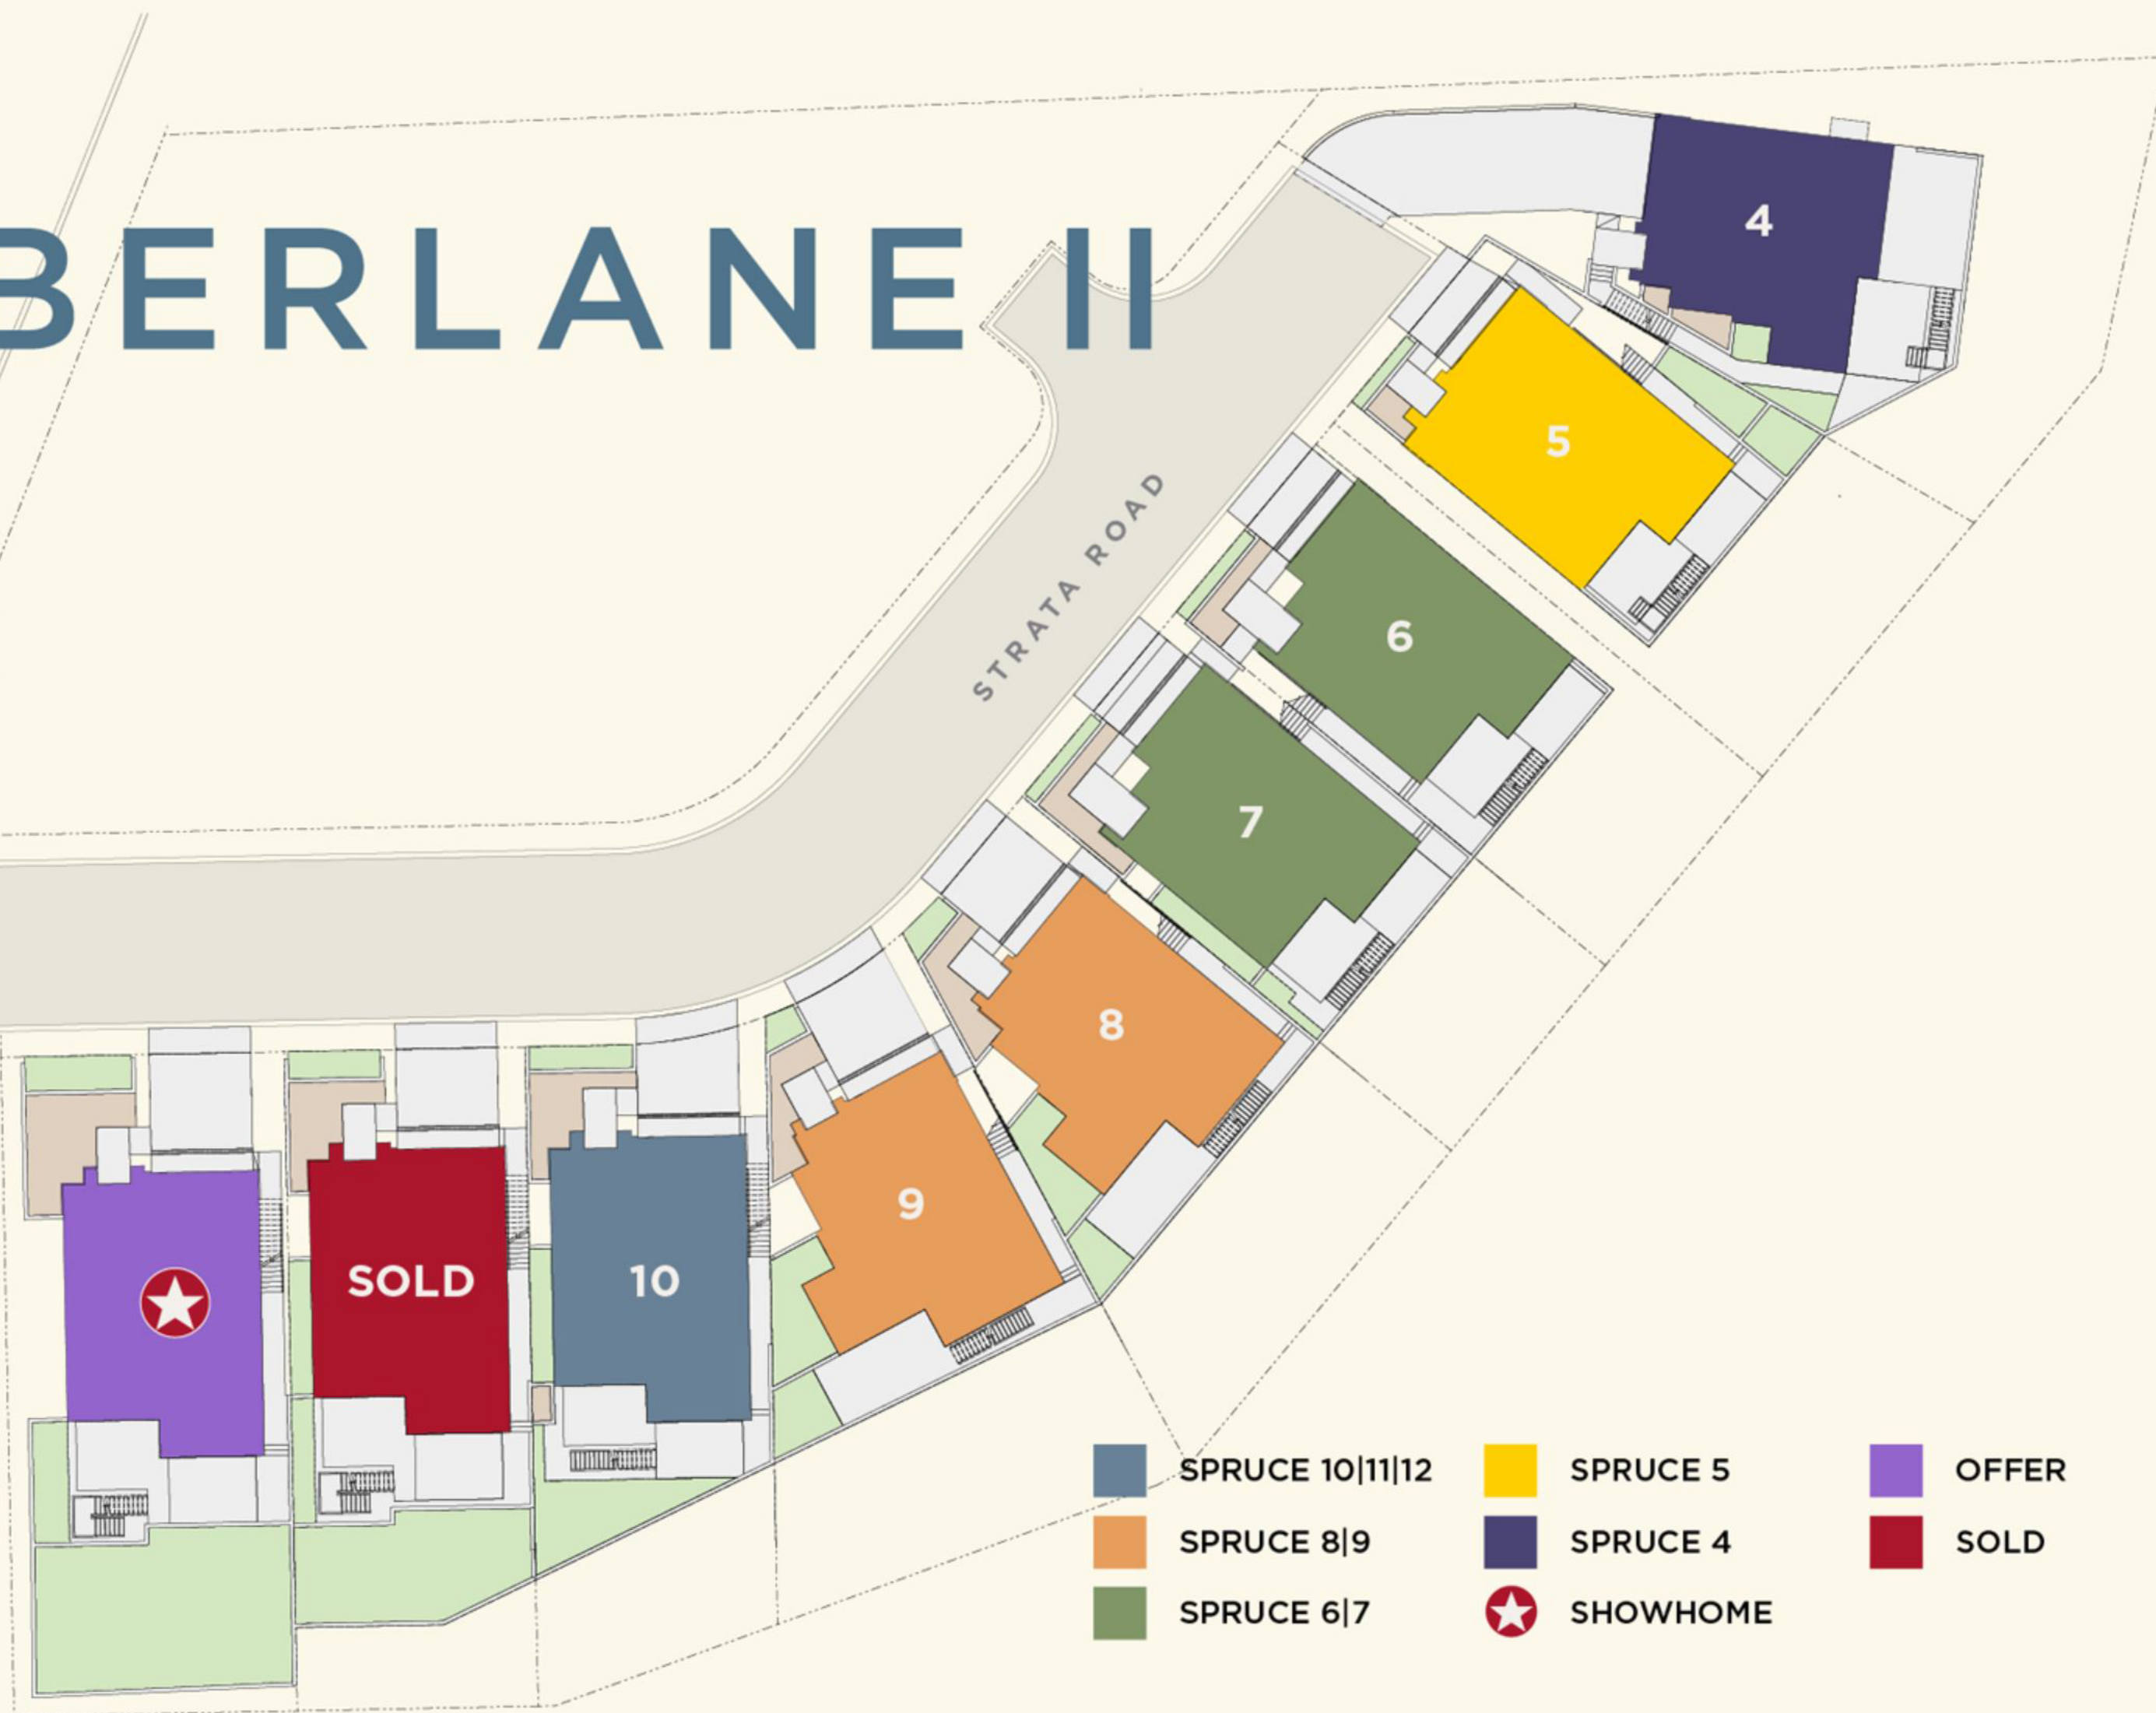 BERLANE II
4
5
STRATA ROAD
6
7
8
9
SOLD
10
SPRUCE 10|11|12
SPRUCE 8|9
SPRUCE 6|7
SPRUCE 5
SPRUCE 4
SHOWHOME
OFFER
SOLD